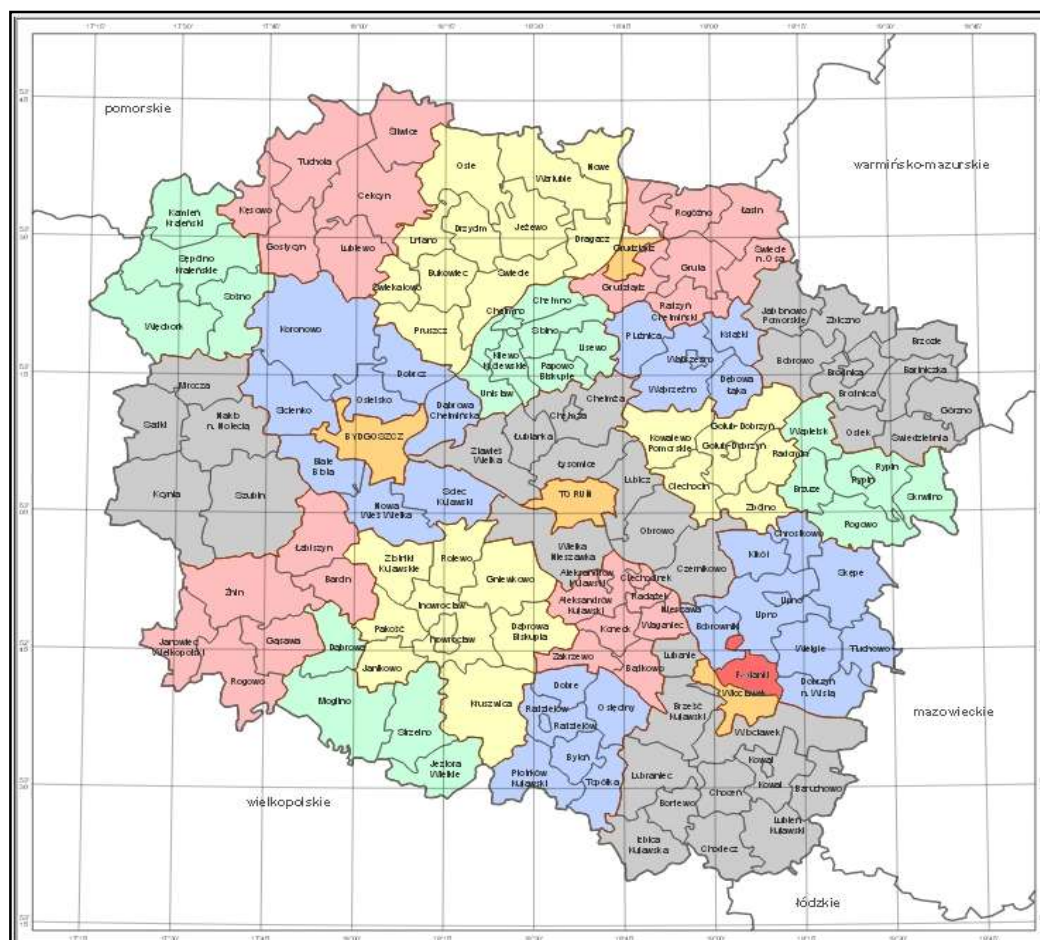 pomorskie
warmińsko-mazurskie
Śliwice
Tuchola
Cekcyn
Kęsowo
Gostycyn
Lubiewo
Osie
Warlubie
Nowe
Drzycim
Jeżewo
Dragacz
Bukowiec
Świecie
Pruszcz
Rogóźno
Łasin
Grudziądz
Gruta
Świecie
n. Osą
Grudziądz
Radzyń
Chełmiński
Kamień
Sępólno
Krajeńskie
Sośno
Więcbork
Chełmno
Chełmno
Lisewo
Papowo
Biskupie
Unisław
Płużnica
Książki
Wąbrzeźno
Wąbrzeźno
Dębowa
Łąka
Jabłonowo
Pomorskie
Zbiczno
Brzozie
Bobrowo
Brodnica
Bartniczka
Brodnica
Górzno
Osiek
Świedziebnia
Koronowo
Dobrcz
Osielsko
Sicienko
Dąbrowa
Chełmińska
BYDGOSZCZ
Białe
Błota
Nowa
Wieś Wielka
Solec
Kujawski
Mrocza
Sadki
Nakło
n. Notecią
Kcynia
Szubin
Chełmża
Chełmża
Łubianka
Zławieś
Wielka
Łysomice
Lubicz
TORUŃ
Obrowo
Wielka
Nieszawka
Czernikowo
Kowalewo
Pomorskie
Golub-Dobrzyń
Golub-Dobrzyń
Radomin
Ciechocin
Zbójno
Wąpielsk
Rypin
Rypin
Brzuze
Skrwilno
Rogowo
Chrostkowo
Kikół
Skępe
Lipno
Lipno
Bobrowniki
Wielgie
Tłuchowo
Dobrzyń
n. Wisłą
Łabiszyn
Barcin
Żnin
Janowiec
Wielkopolski
Gąsawa
Rogowo
Dąbrowa
Mogilno
Strzelno
Jeziora
Wielkie
Złotniki
Kujawskie
Rojewo
Gniewkowo
Inowrocław
Pakość
Inowrocław
Dąbrowa
Biskupia
Janikowo
Kruszwica
Aleksandrów
Kujawski
Ciechocinek
Raciążek
Nieszawa
Aleksandrów
Kujawski
Waganiec
Koneck
Zakrzewo
Bądkowo
Dobre
Osięciny
Radziejów
Radziejów
Bytoń
Piotrków
Kujawski
Topólka
Lubanie
Fabianki
Włocławek
Brześć
Kujawski
Włocławek
Kowal
Kowal
Lubraniec
Choceń
Baruchowo
Boniewo
Lubień
Kujawski
Izbica
Kujawska
Chodecz
mazowieckie
wielkopolskie
łódzkie